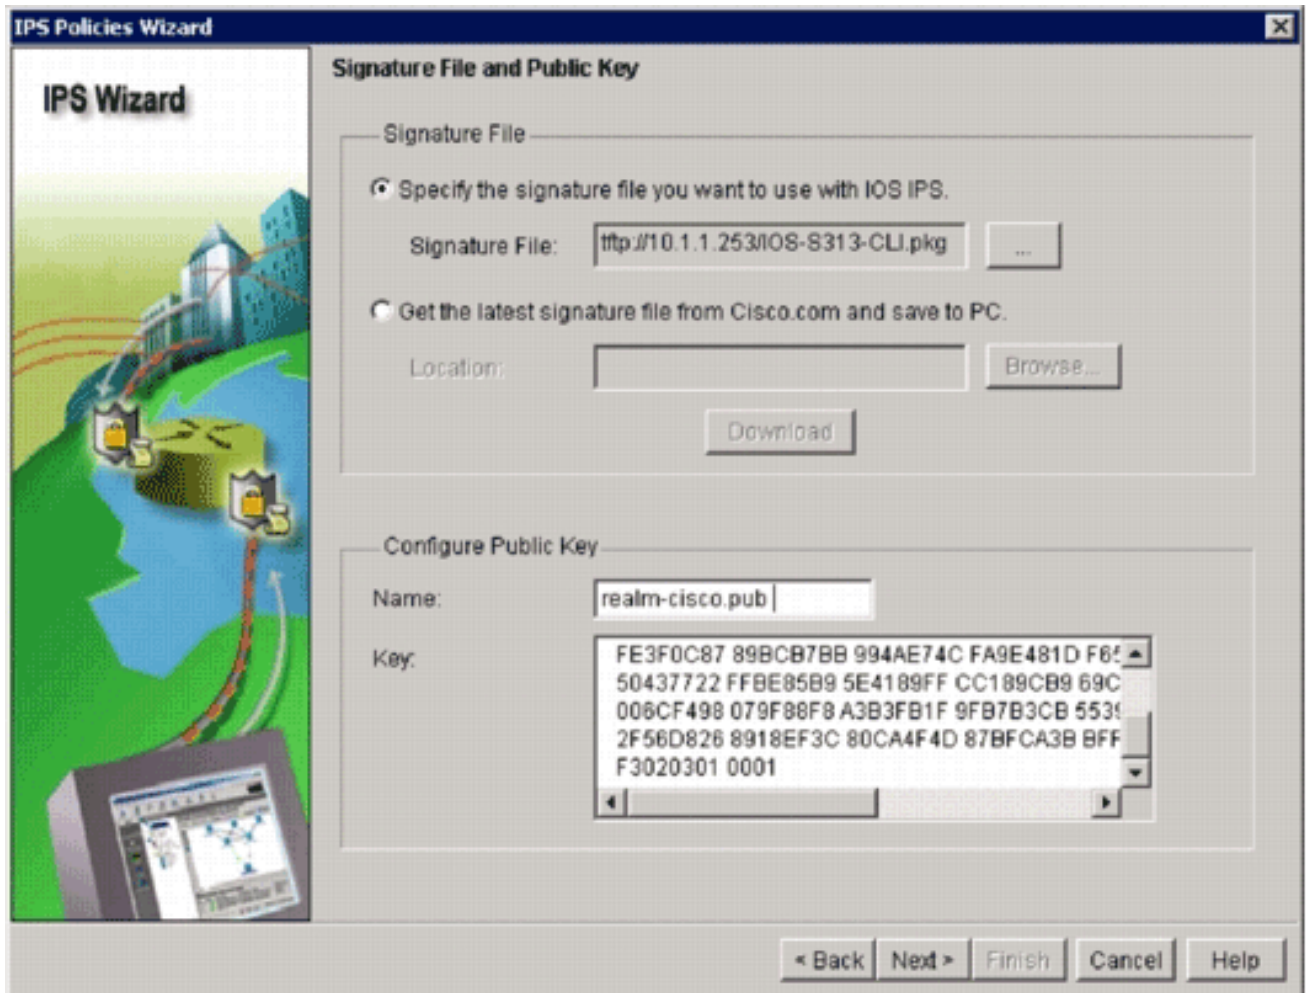 IPS Policies Wizard
IPS Wizard
Signature File and Public Key
Signature File
Specify the signature file you want to use with IOS IPS.
Signature File: tftp://10.1.1.253/IOS-S313-CLI.pkg ...
Get the latest signature file from Cisco.com and save to PC.
Location: Browse...
Download
Configure Public Key
Name: realm-cisco.pub
Key:
FE3F0C87 89BCB7BB 994AE74C FA9E481D F65
50437722 FFBE85B9 5E4189FF CC189CB9 69C
006CF498 079F88F8 A3B3FB1F 9FB7B3CB 5539
2F56D826 8918EF3C 80CA4F4D 87BFCA3B BFF
F3020301 0001
< Back Next > Finish Cancel Help